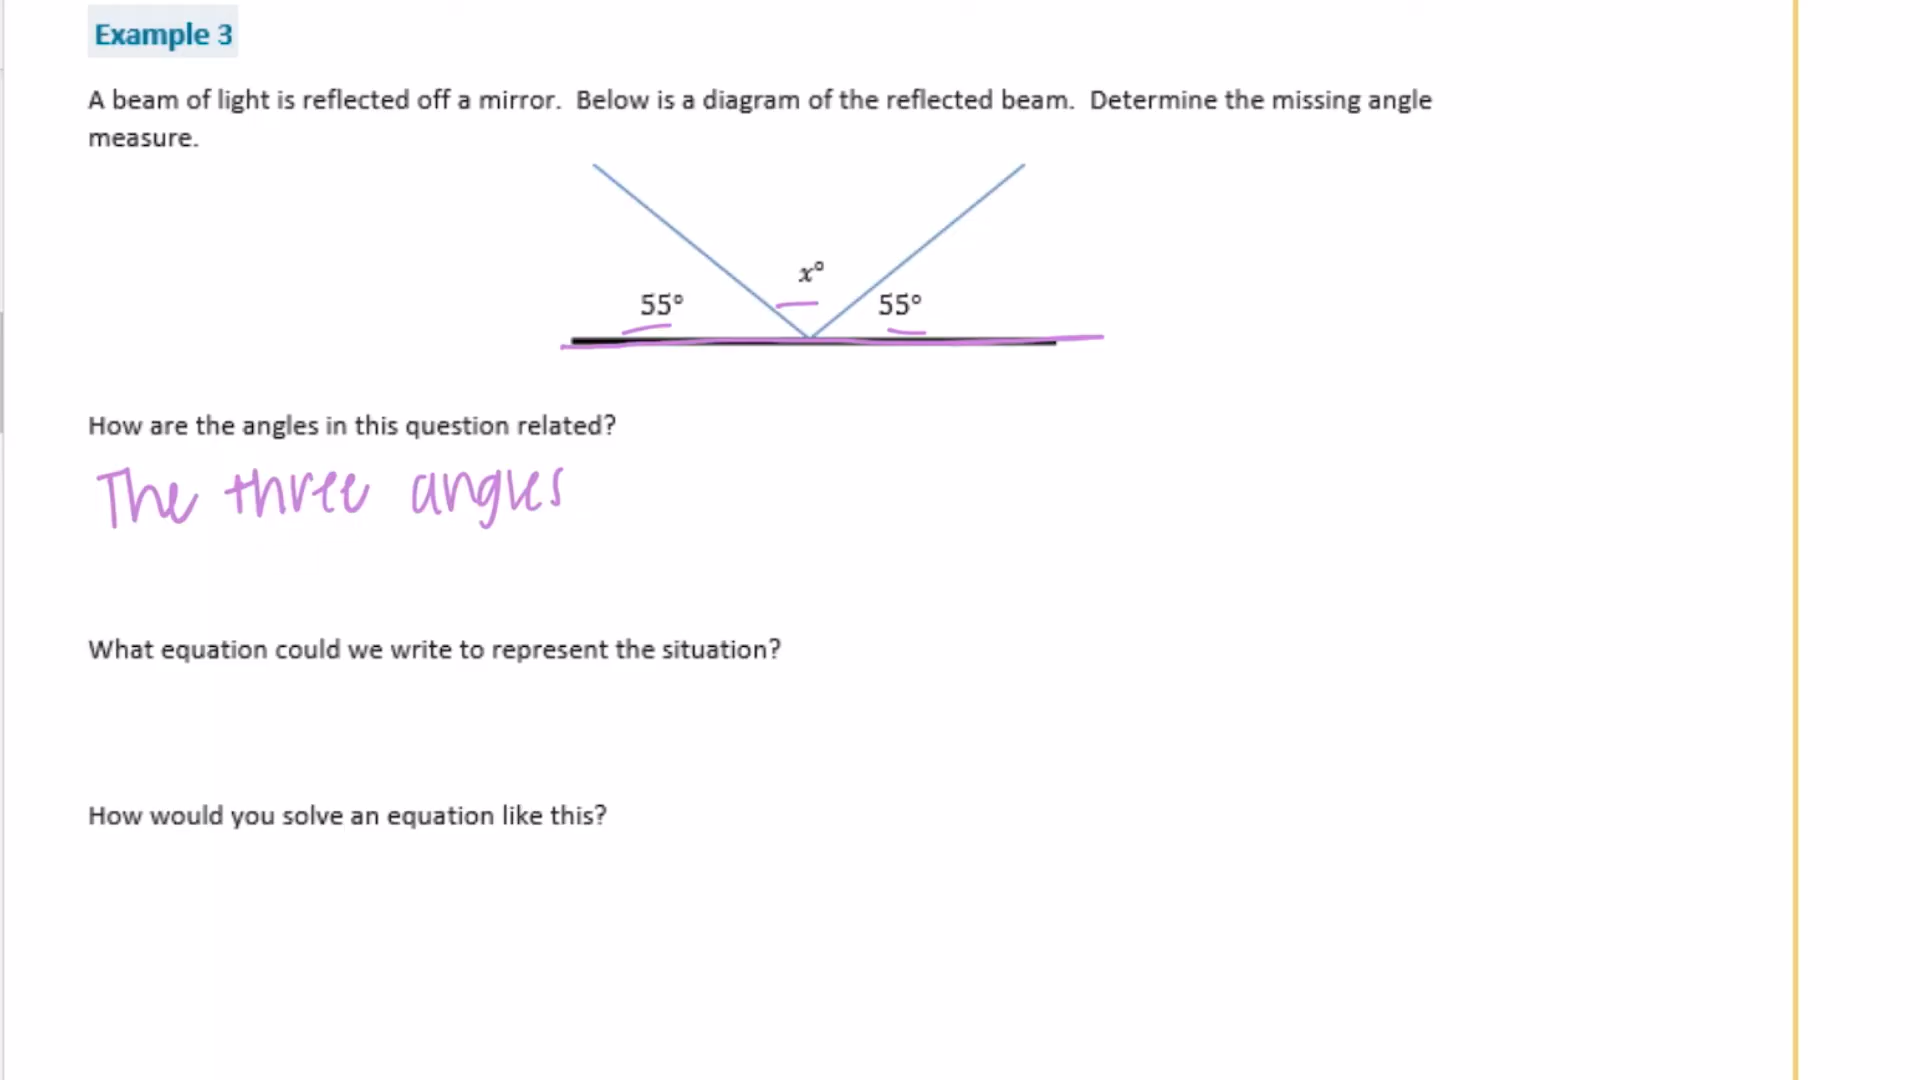 Example 3
A beam of light is reflected off a mirror. Below is a diagram of the reflected beam. Determine the missing angle
measure.
x°
55°
55°
How are the angles in this question related?
The three angles
What equation could we write to represent the situation?
How would you solve an equation like this?